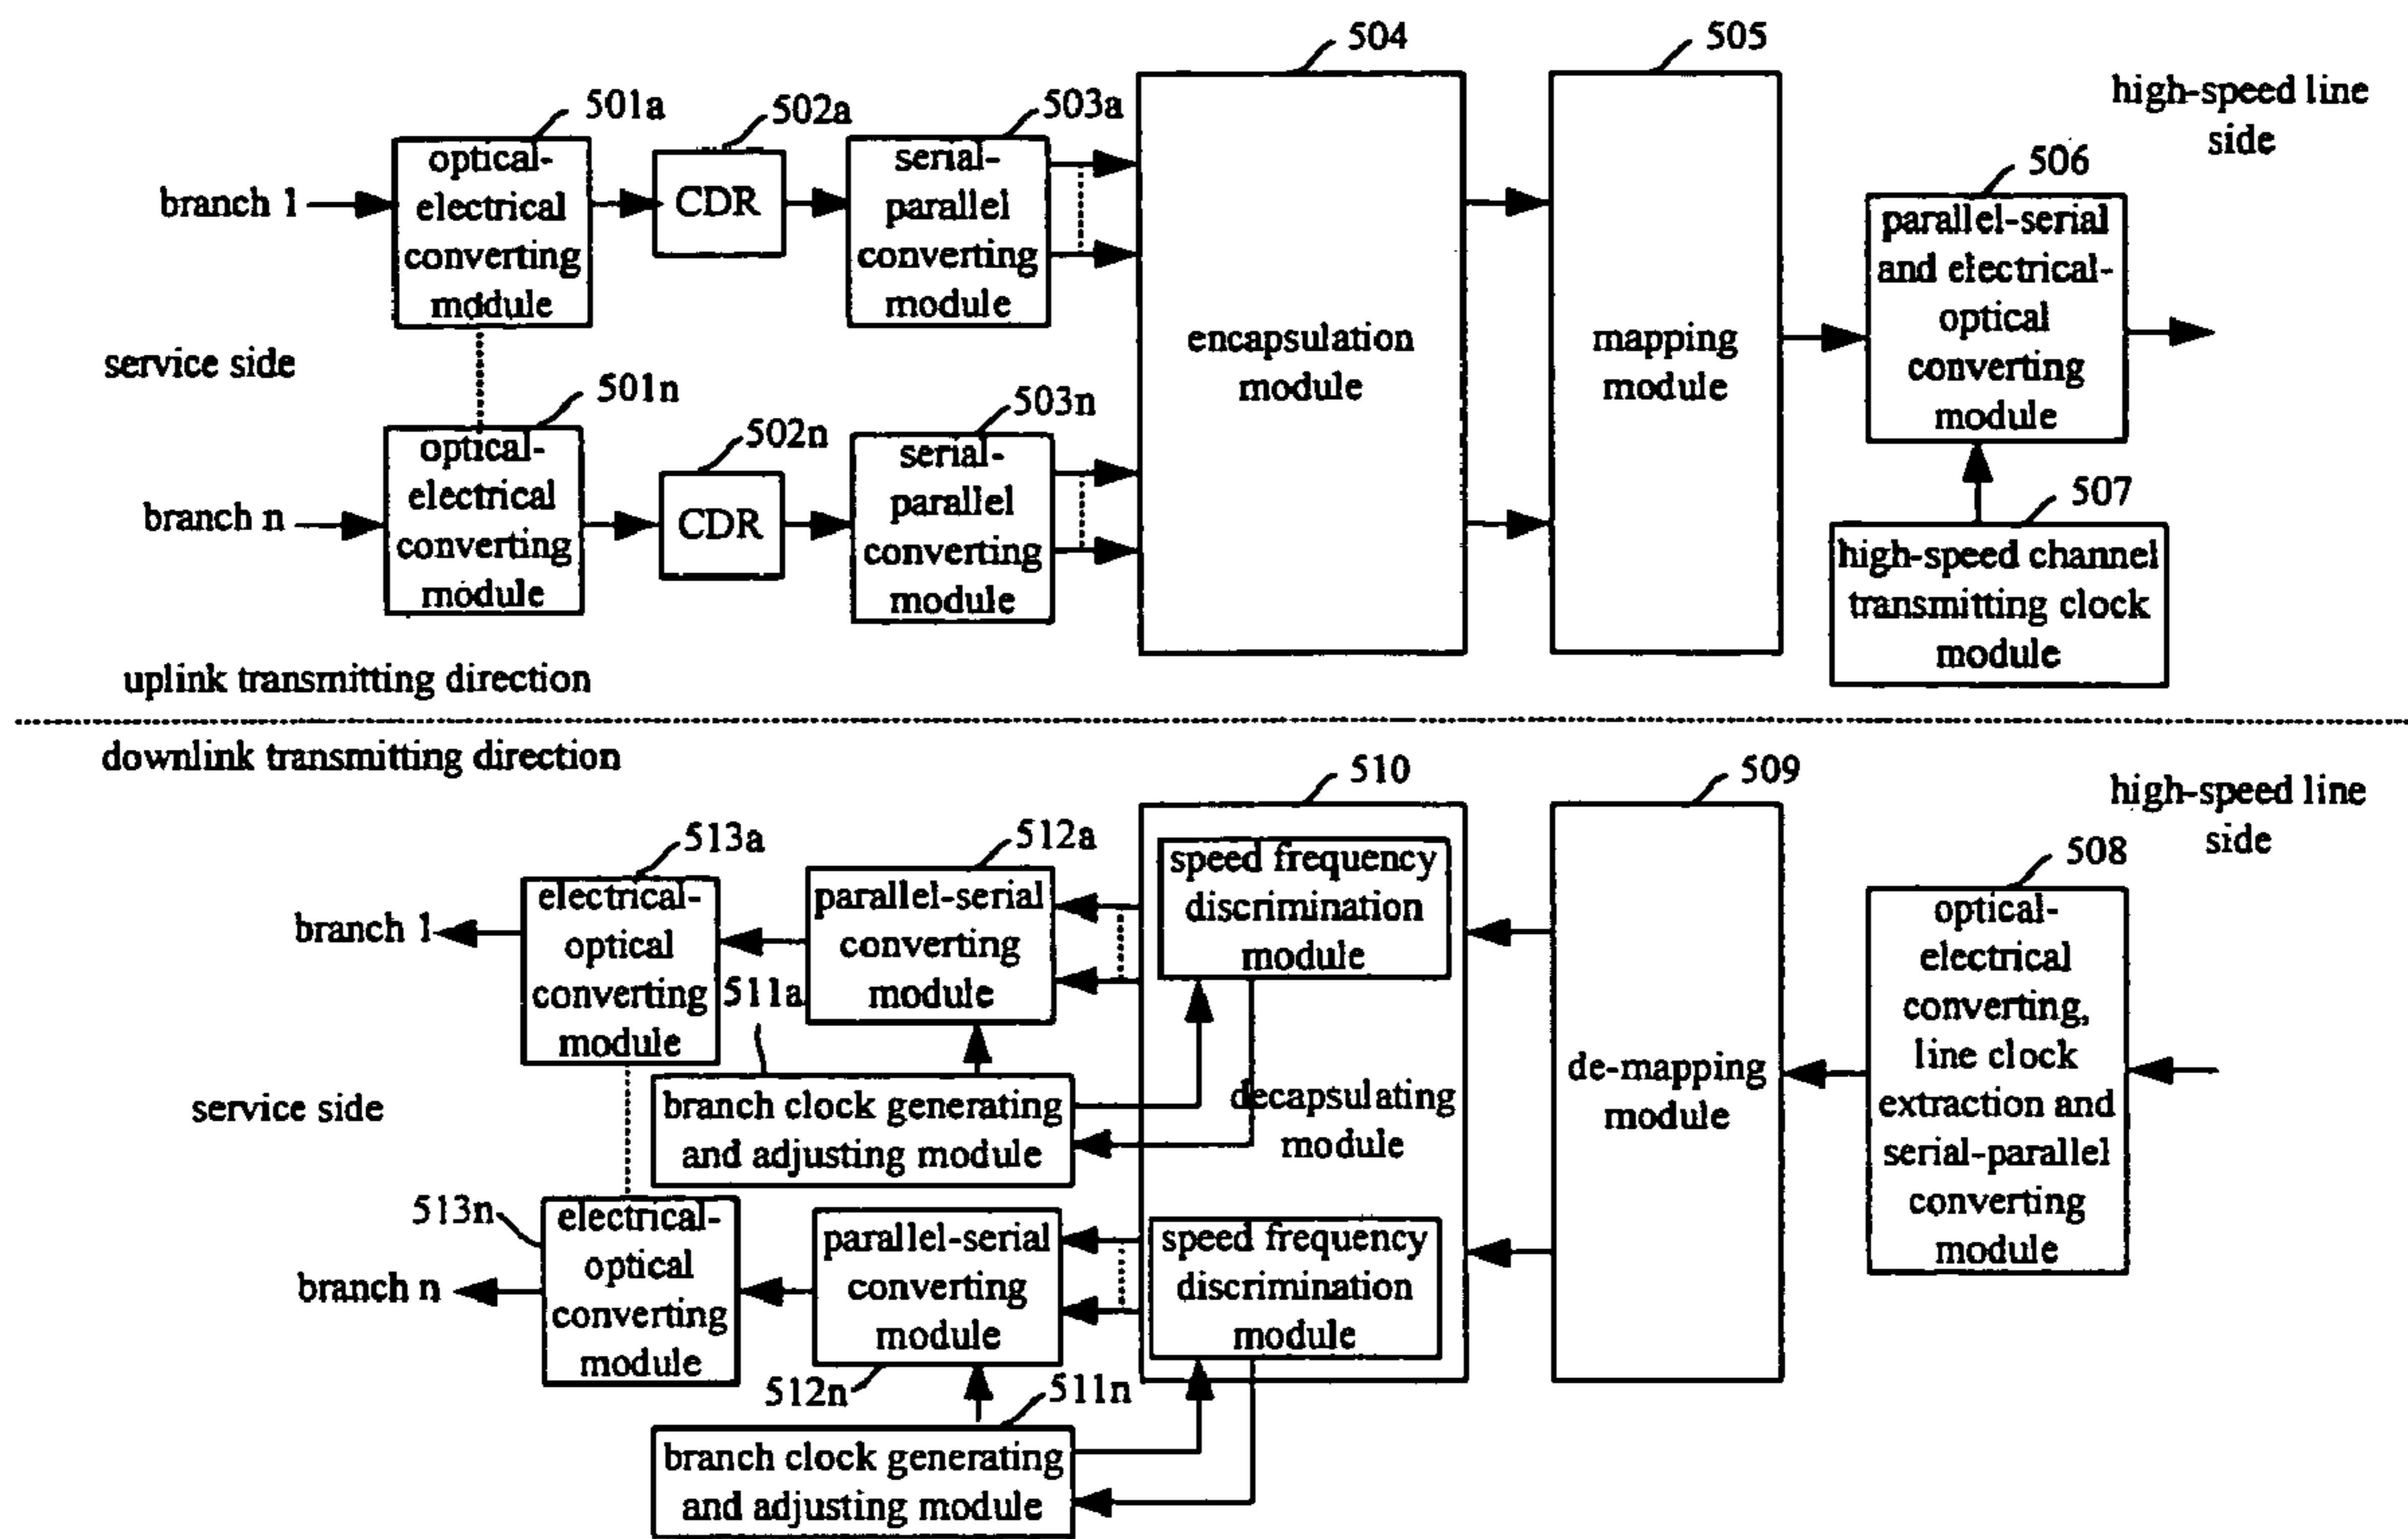 504
505
high-speed line
side
501a
502a
503a
506
optical-
electrical
converting
module
CDR
serial-
parallel
converting
module
parallel-serial
and electrical-
optical
converting
module
branch 1
encapsulation
module
mapping
module
service side
501n
502n
503n
507
optical-
electrical
converting
module
CDR
serial-
parallel
converting
module
high-speed channel
transmitting clock
module
branch n
uplink transmitting direction
downlink transmitting direction
510
509
high-speed line
side
508
513a
512a
speed frequency
discrimination
module
electrical-
optical
converting
module
parallel-serial
converting
module
optical-
electrical
converting,
line clock
extraction and
serial-parallel
converting
module
branch 1
511a
decapsulating
module
de-mapping
module
service side
branch clock generating
and adjusting module
513n
electrical-
optical
converting
module
parallel-serial
converting
module
speed frequency
discrimination
module
branch n
512n
511n
branch clock generating
and adjusting module